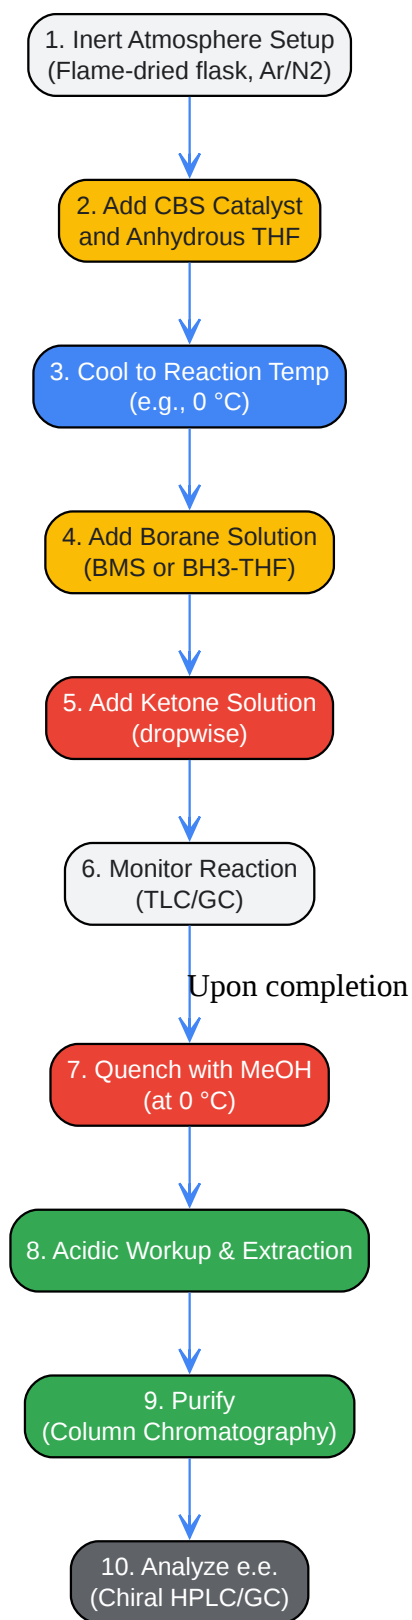 1. Inert Atmosphere Setup
(Flame-dried flask, Ar/N2)
2. Add CBS Catalyst
and Anhydrous THF
3. Cool to Reaction Temp
(e.g., 0 °C)
4. Add Borane Solution
(BMS or BH3-THF)
5. Add Ketone Solution
(dropwise)
6. Monitor Reaction
(TLC/GC)
Upon completion
7. Quench with MeOH
(at 0 °C)
8. Acidic Workup & Extraction
9. Purify
(Column Chromatography)
10. Analyze e.e.
(Chiral HPLC/GC)